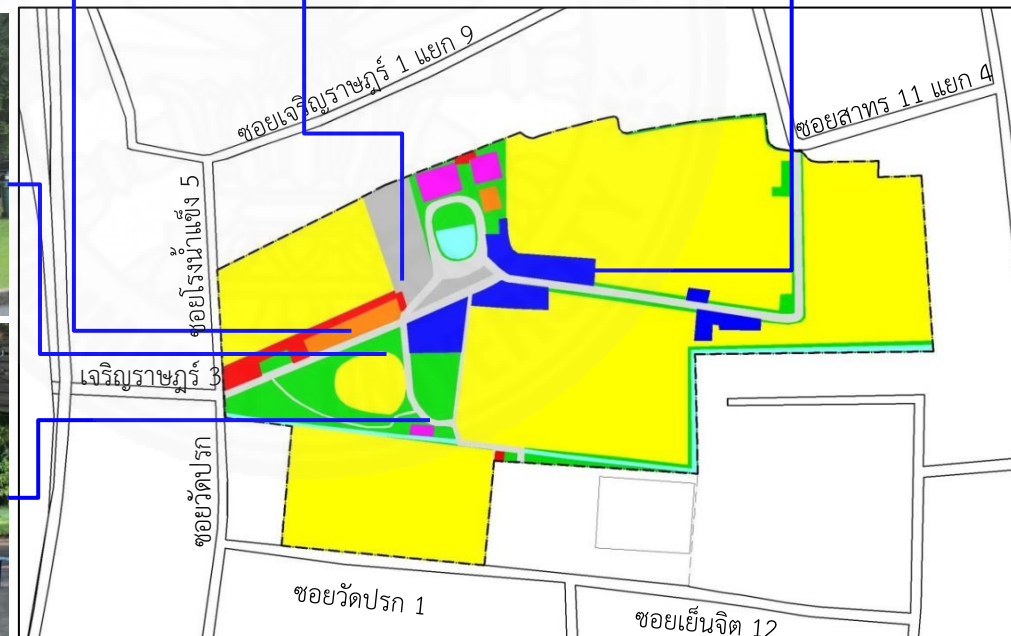 ซอยเจริญราษฎร์ 1 แยก 9
ซอยสาทร 11 แยก 4
ซอยโรงน้ำแข็ง 5
เจริญราษฎร์ 3
ซอยวัดปรก
ซอยวัดปรก 1
ซอยเย็นจิต 12